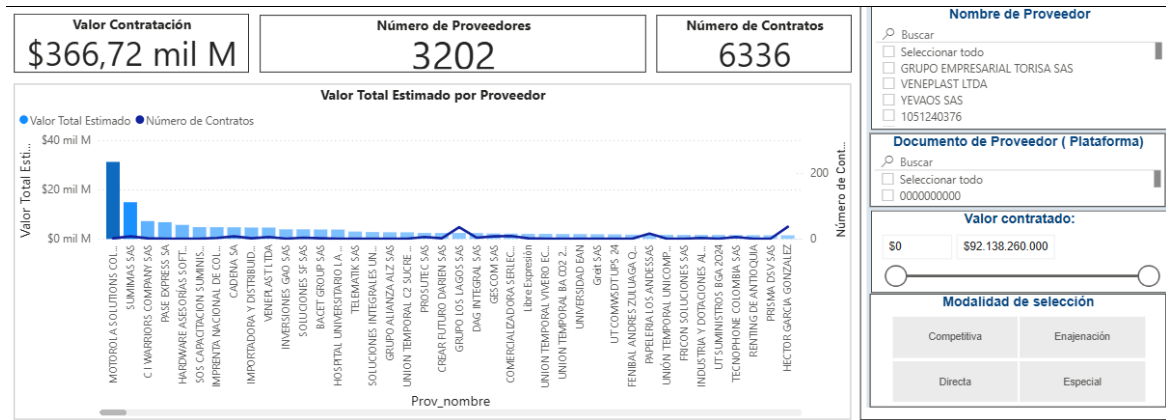 Valor Contratación
$366,72 mil M
Número de Proveedores
3202
Número de Contratos
6336
Valor Total Estimado por Proveedor
Valor Total Estimado
Número de Contratos
Valor Total Esti...
$40 mil M
$20 mil M
$0 mil M
MOTOROLA SOLUTIONS COL...
SUMIMAS SAS
C I WARRIORS COMPANY SAS
PASE EXPRESS SA
HARDWARE ASESORÍAS SOFT...
SOS CAPACITACION SUMINIS...
IMPRENTA NACIONAL DE COL...
CADENA SA
IMPORTADORA Y DISTRIBUID...
VENEPLAST LTDA
INVERSIONES GAO SAS
SOLUCIONES SF SAS
BACET GROUP SAS
HOSPITAL UNIVERSITARIO LA...
TELEMATIK SAS
SOLUCIONES INTEGRALES UN...
GRUPO ALIANZA ALZ SAS
UNION TEMPORAL C2 SUCRE ...
PROSUTEC SAS
CREAR FUTURO DARIEN SAS
GRUPO LOS LAGOS SAS
DAG INTEGRAL SAS
GESCOM SAS
COMERCIALIZADORA SERLEC...
Libre Expresión
UNION TEMPORAL VIVERO EC...
UNION TEMPORAL BA CD2 2...
UNIVERSIDAD EAN
Greit SAS
UT COMWSDT UPS 24
FENIBAL ANDRES ZULUAGA Q...
PAPELERIA LOS ANDESSAS
UNIÓN TEMPORAL UNICOMP...
FRICON SOLUCIONES SAS
INDUSTRIA Y DOTACIONES AL...
UT SUMINISTROS BGA 2024
TECNOPHONE COLOMBIA SAS
RENTING DE ANTIOQUIA
PRISMA DSV SAS
HECTOR GARCIA GONZALEZ
Prov_nombre
200
0
Número de Cont...
Nombre de Proveedor
Buscar
Seleccionar todo
GRUPO EMPRESARIAL TORISA SAS
VENEPLAST LTDA
YEVAOS SAS
1051240376
Documento de Proveedor ( Plataforma)
Buscar
Seleccionar todo
0000000000
Valor contratado:
$0
$92.138.260.000
Modalidad de selección
Competitiva
Enajenación
Directa
Especial